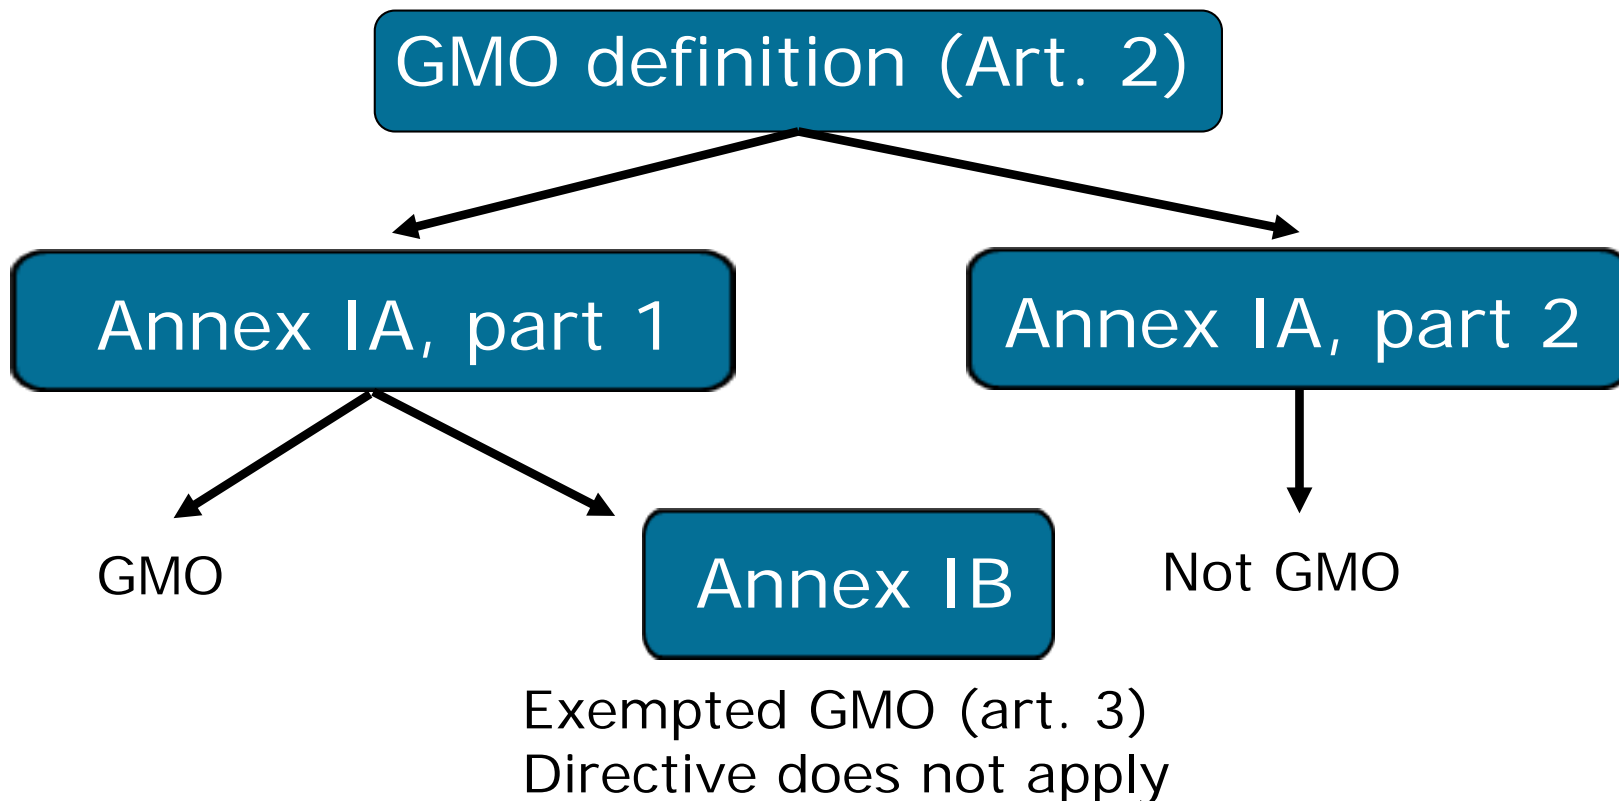 GMO definition (Art. 2)
Annex IA, part 1
Annex IA, part 2
GMO
Annex IB
Not GMO
Exempted GMO (art. 3)
Directive does not apply